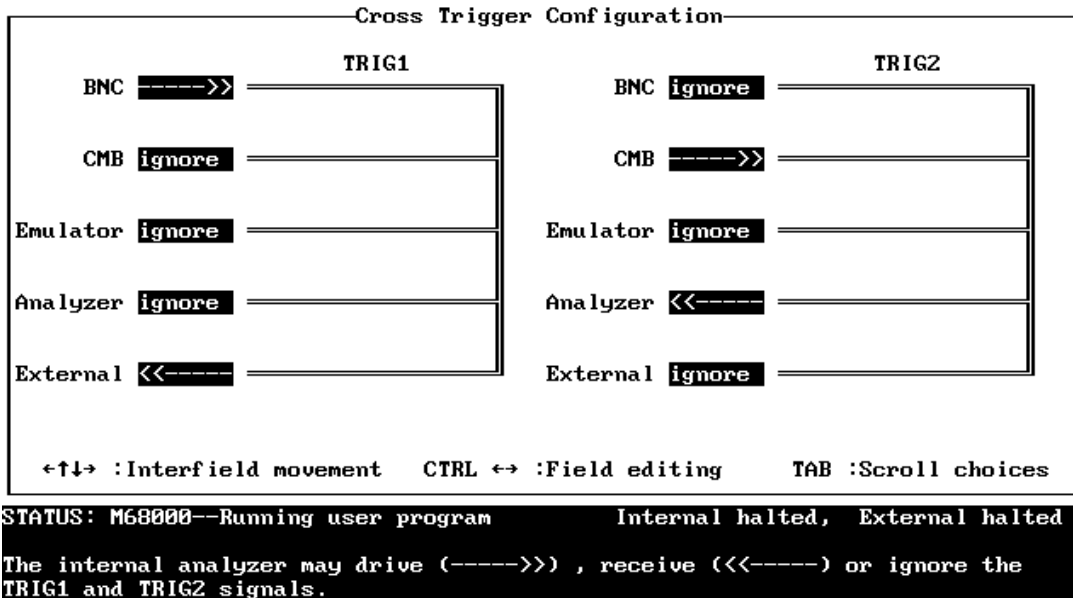 Cross Trigger Configuration
TRIG1 TRIG2
BNC ----->> BNC ignore
CMB ignore CMB ----->>
Emulator ignore Emulator ignore
Analyzer ignore Analyzer <<-----
External <<----- External ignore
←↑↓→ :Interfield movement CTRL ↔ :Field editing TAB :Scroll choices
STATUS: M68000--Running user program Internal halted, External halted
The internal analyzer may drive (----->>) , receive (<<-----) or ignore the
TRIG1 and TRIG2 signals.